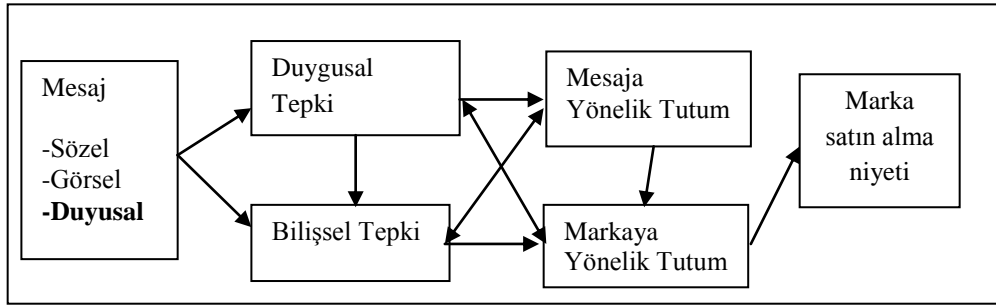 Mesaj
-Sözel
-Görsel
-Duyusal
Duygusal
Tepki
Bilişsel Tepki
Mesaja
Yönelik Tutum
Markaya
Yönelik Tutum
Marka
satın alma
niyeti